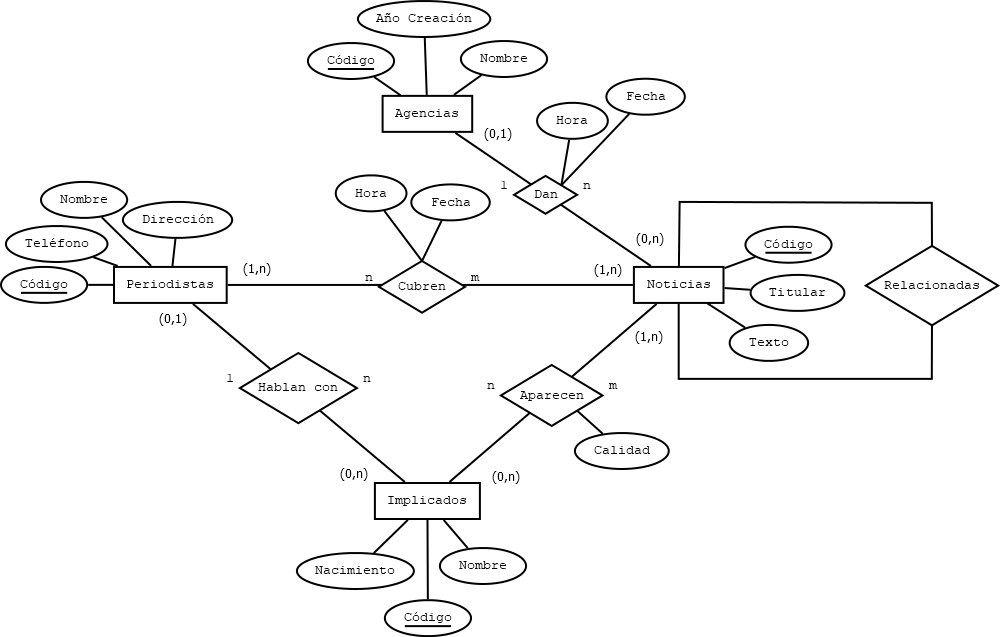 Año Creación
Código
Nombre
Agencias
Fecha
Hora
(0,1)
1
Dan
n
Nombre
Hora
Fecha
Dirección
Teléfono
(0,n)
Código
Código
Periodistas
(1,n)
n
Cubren
m
(1,n)
Noticias
Titular
Relacionadas
(0,1)
(1,n)
Texto
1
Hablan con
n
n
Aparecen
m
Calidad
(0,n)
(0,n)
Implicados
Nacimiento
Nombre
Código